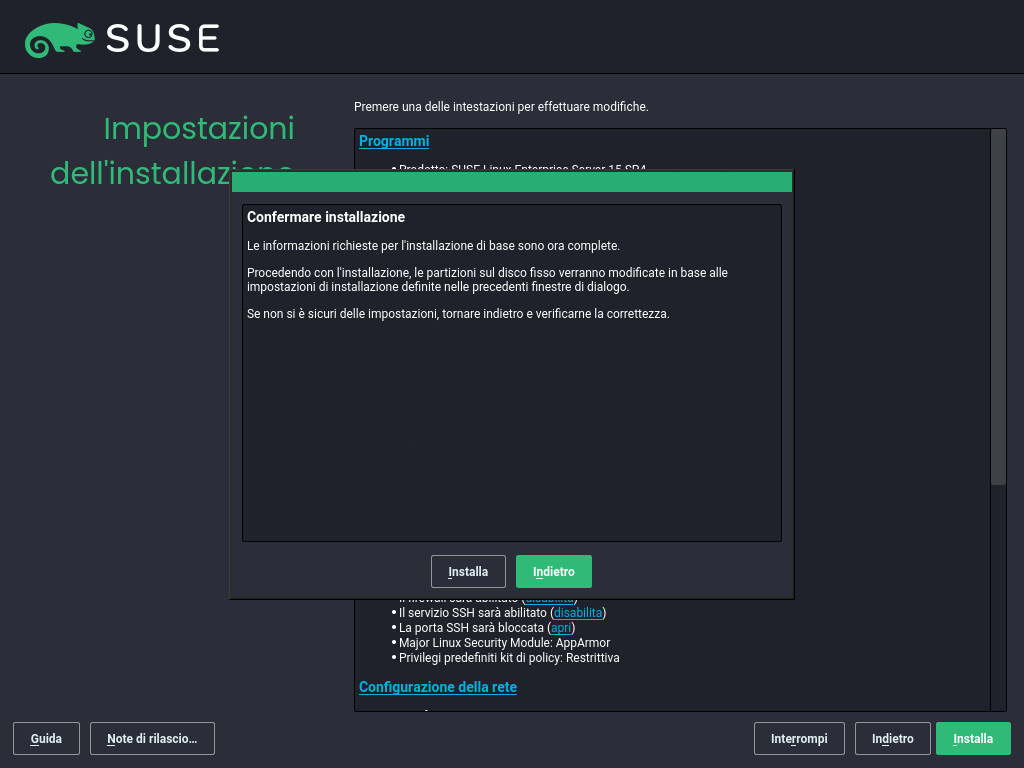 SUSE
Impostazioni
dell'installazione
Premere una delle intestazioni per effettuare modifiche.
Programmi
• Prodotto: SUSE Linux Enterprise Server 15 SP4
Confermare installazione
Le informazioni richieste per l'installazione di base sono ora complete.
Procedendo con l'installazione, le partizioni sul disco fisso verranno modificate in base alle
impostazioni di installazione definite nelle precedenti finestre di dialogo.
Se non si è sicuri delle impostazioni, tornare indietro e verificarne la correttezza.
Installa
Indietro
• Il firewall sarà abilitato (disabilita)
• Il servizio SSH sarà abilitato (disabilita)
• La porta SSH sarà bloccata (apri)
• Major Linux Security Module: AppArmor
• Privilegi predefiniti kit di policy: Restrittiva
Configurazione della rete
Guida
Note di rilascio...
Interrompi
Indietro
Installa